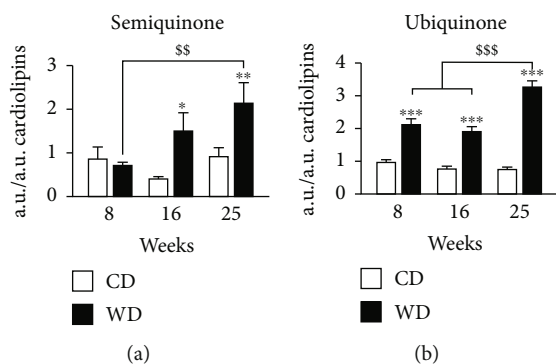 Semiquinone
a.u./a.u. cardiolipins
3
2
1
0
$$
*
**
8 16 25
Weeks
CD
WD
(a)
Ubiquinone
a.u./a.u. cardiolipins
4
3
2
1
0
$$$
***
***
***
8 16 25
Weeks
CD
WD
(b)